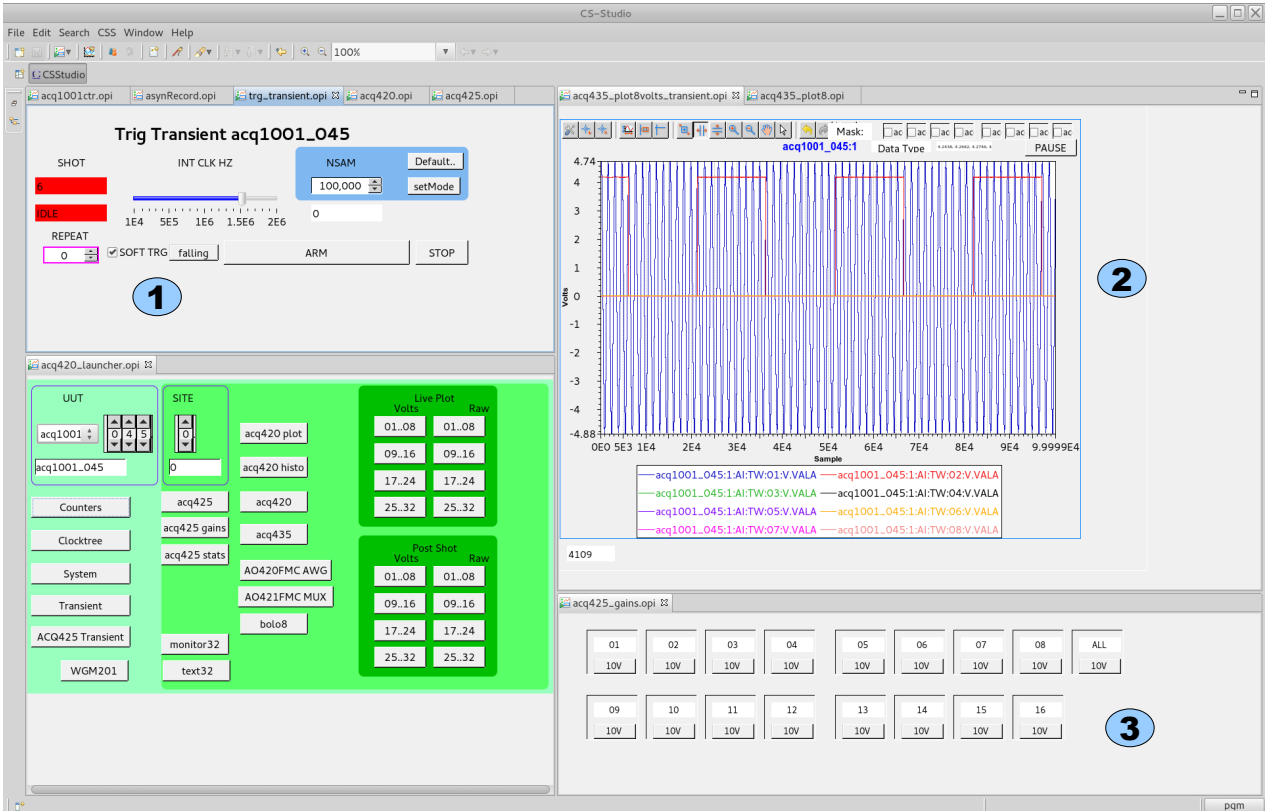 CS-Studio
File Edit Search CSS Window Help
100%
CSStudio
acq1001ctr.opi asynRecord.opi trg_transient.opi acq420.opi acq425.opi
Trig Transient acq1001_045
SHOT INT CLK HZ NSAM Default..
6
100,000 setMode
IDLE
1E4 5E5 1E6 1.5E6 2E6
0
REPEAT
0 SOFT TRG falling ARM STOP
1
acq420_launcher.opi
UUT SITE
acq1001 0 4 5 0
acq1001_045 0
Counters
Clocktree
System
Transient
ACQ425 Transient
WGM201
acq425
acq425 gains
acq425 stats
monitor32
text32
acq420 plot
acq420 histo
acq420
acq435
AO420FMC AWG
AO421FMC MUX
bolo8
Live Plot
Volts Raw
01..08 01..08
09..16 09..16
17..24 17..24
25..32 25..32
Post Shot
Volts Raw
01..08 01..08
09..16 09..16
17..24 17..24
25..32 25..32
acq435_plot8volts_transient.opi acq435_plot8.opi
Mask: ac ac ac ac ac ac ac ac
acq1001_045:1 Data Type PAUSE
4.74
4
3
2
1
0
-1
-2
-3
-4
-4.88
Volts
0E0 5E3 1E4 2E4 3E4 4E4 5E4 6E4 7E4 8E4 9E4 9.9999E4
Sample
acq1001_045:1:AI:TW:01:V.VALA acq1001_045:1:AI:TW:02:V.VALA
acq1001_045:1:AI:TW:03:V.VALA acq1001_045:1:AI:TW:04:V.VALA
acq1001_045:1:AI:TW:05:V.VALA acq1001_045:1:AI:TW:06:V.VALA
acq1001_045:1:AI:TW:07:V.VALA acq1001_045:1:AI:TW:08:V.VALA
4109
2
acq425_gains.opi
01 02 03 04 05 06 07 08 ALL
10V 10V 10V 10V 10V 10V 10V 10V 10V
09 10 11 12 13 14 15 16
10V 10V 10V 10V 10V 10V 10V 10V
3
pgm